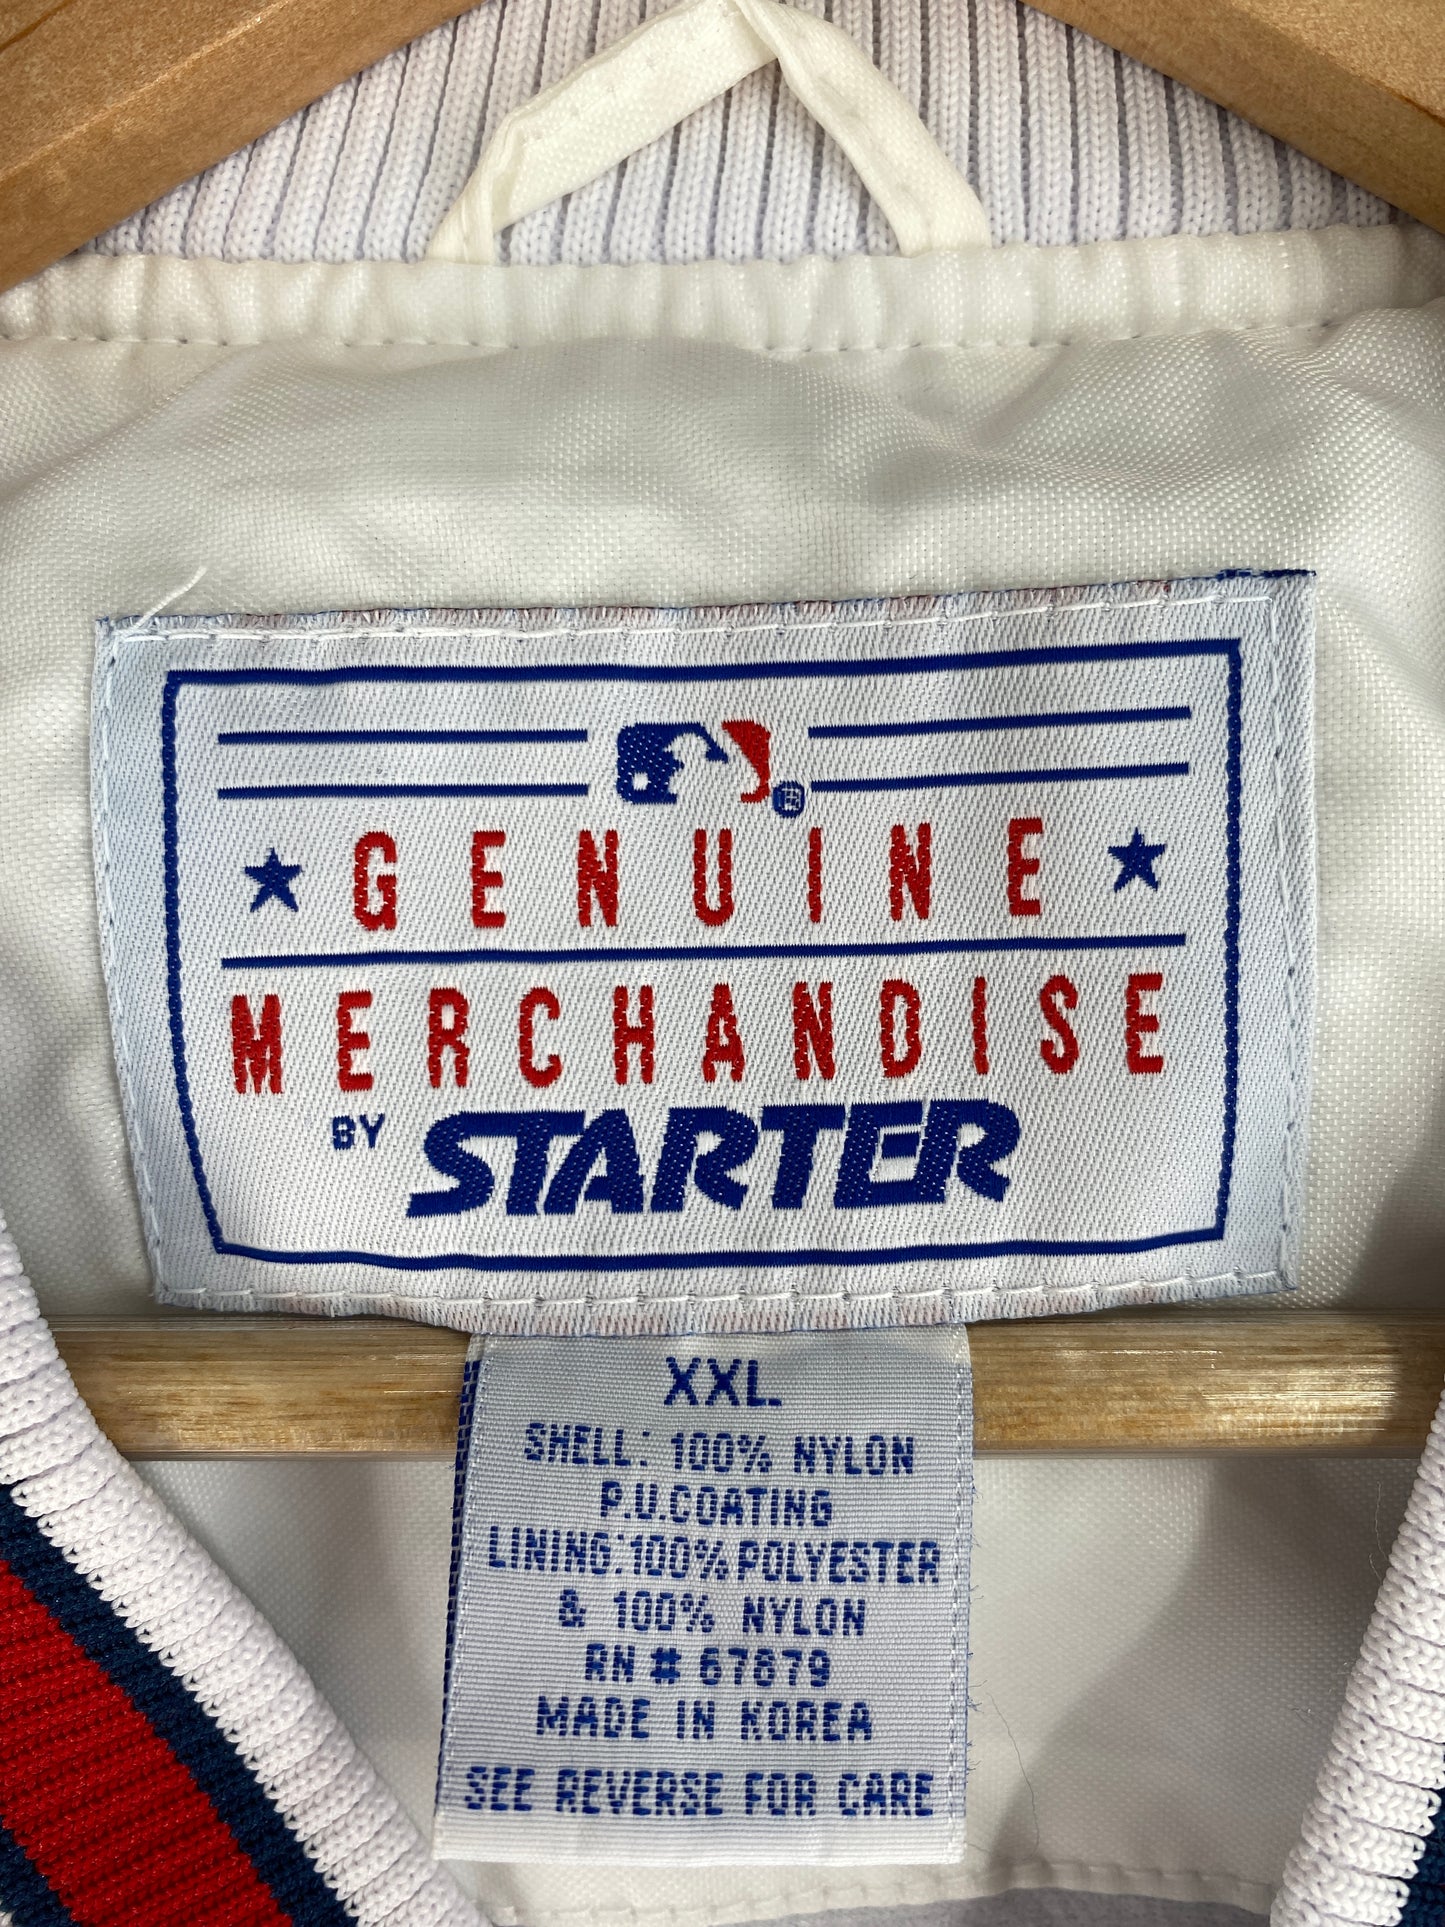 GENUINE
MERCHANDISE
BY STARTER
XXL
SHELL: 100% NYLON
P.U.COATING
LINING:100% POLYESTER
& 100% NYLON
RN # 67879
MADE IN KOREA
SEE REVERSE FOR CARE